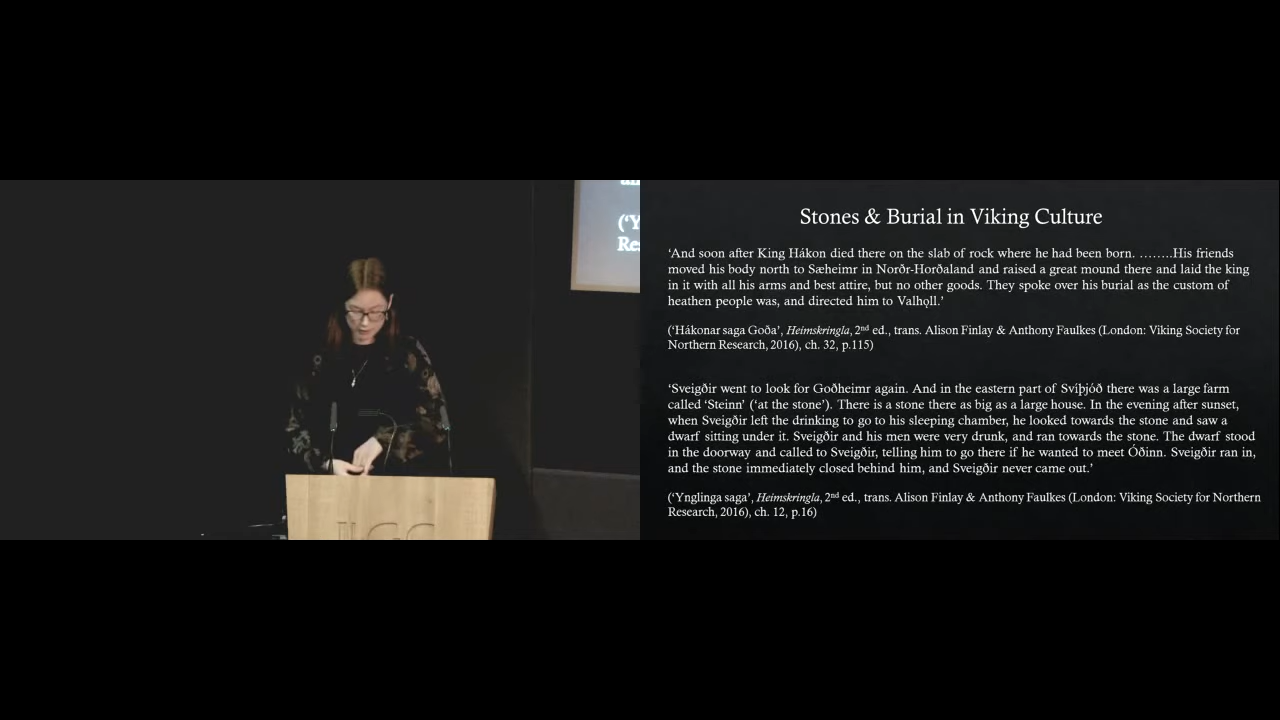 Stones & Burial in Viking Culture
‘And soon after King Hákon died there on the slab of rock where he had been born. ……..His friends
moved his body north to Sæheimr in Norðr-Horðaland and raised a great mound there and laid the king
in it with all his arms and best attire, but no other goods. They spoke over his burial as the custom of
heathen people was, and directed him to Valhǫll.’
(‘Hákonar saga Goða’, Heimskringla, 2nd ed., trans. Alison Finlay & Anthony Faulkes (London: Viking Society for
Northern Research, 2016), ch. 32, p.115)
‘Sveigðir went to look for Goðheimr again. And in the eastern part of Svíþjóð there was a large farm
called ‘Steinn’ (‘at the stone’). There is a stone there as big as a large house. In the evening after sunset,
when Sveigðir left the drinking to go to his sleeping chamber, he looked towards the stone and saw a
dwarf sitting under it. Sveigðir and his men were very drunk, and ran towards the stone. The dwarf stood
in the doorway and called to Sveigðir, telling him to go there if he wanted to meet Óðinn. Sveigðir ran in,
and the stone immediately closed behind him, and Sveigðir never came out.’
(‘Ynglinga saga’, Heimskringla, 2nd ed., trans. Alison Finlay & Anthony Faulkes (London: Viking Society for Northern
Research, 2016), ch. 12, p.16)
(‘Y
Re